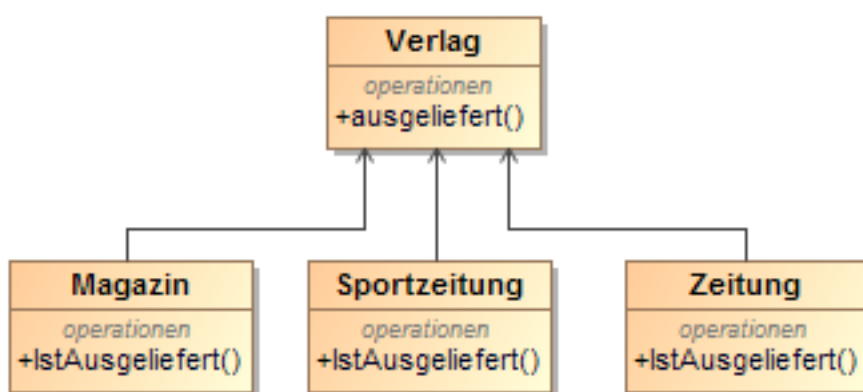 Verlag
operationen
+ausgeliefert()
Magazin
operationen
+IstAusgeliefert()
Sportzeitung
operationen
+IstAusgeliefert()
Zeitung
operationen
+IstAusgeliefert()